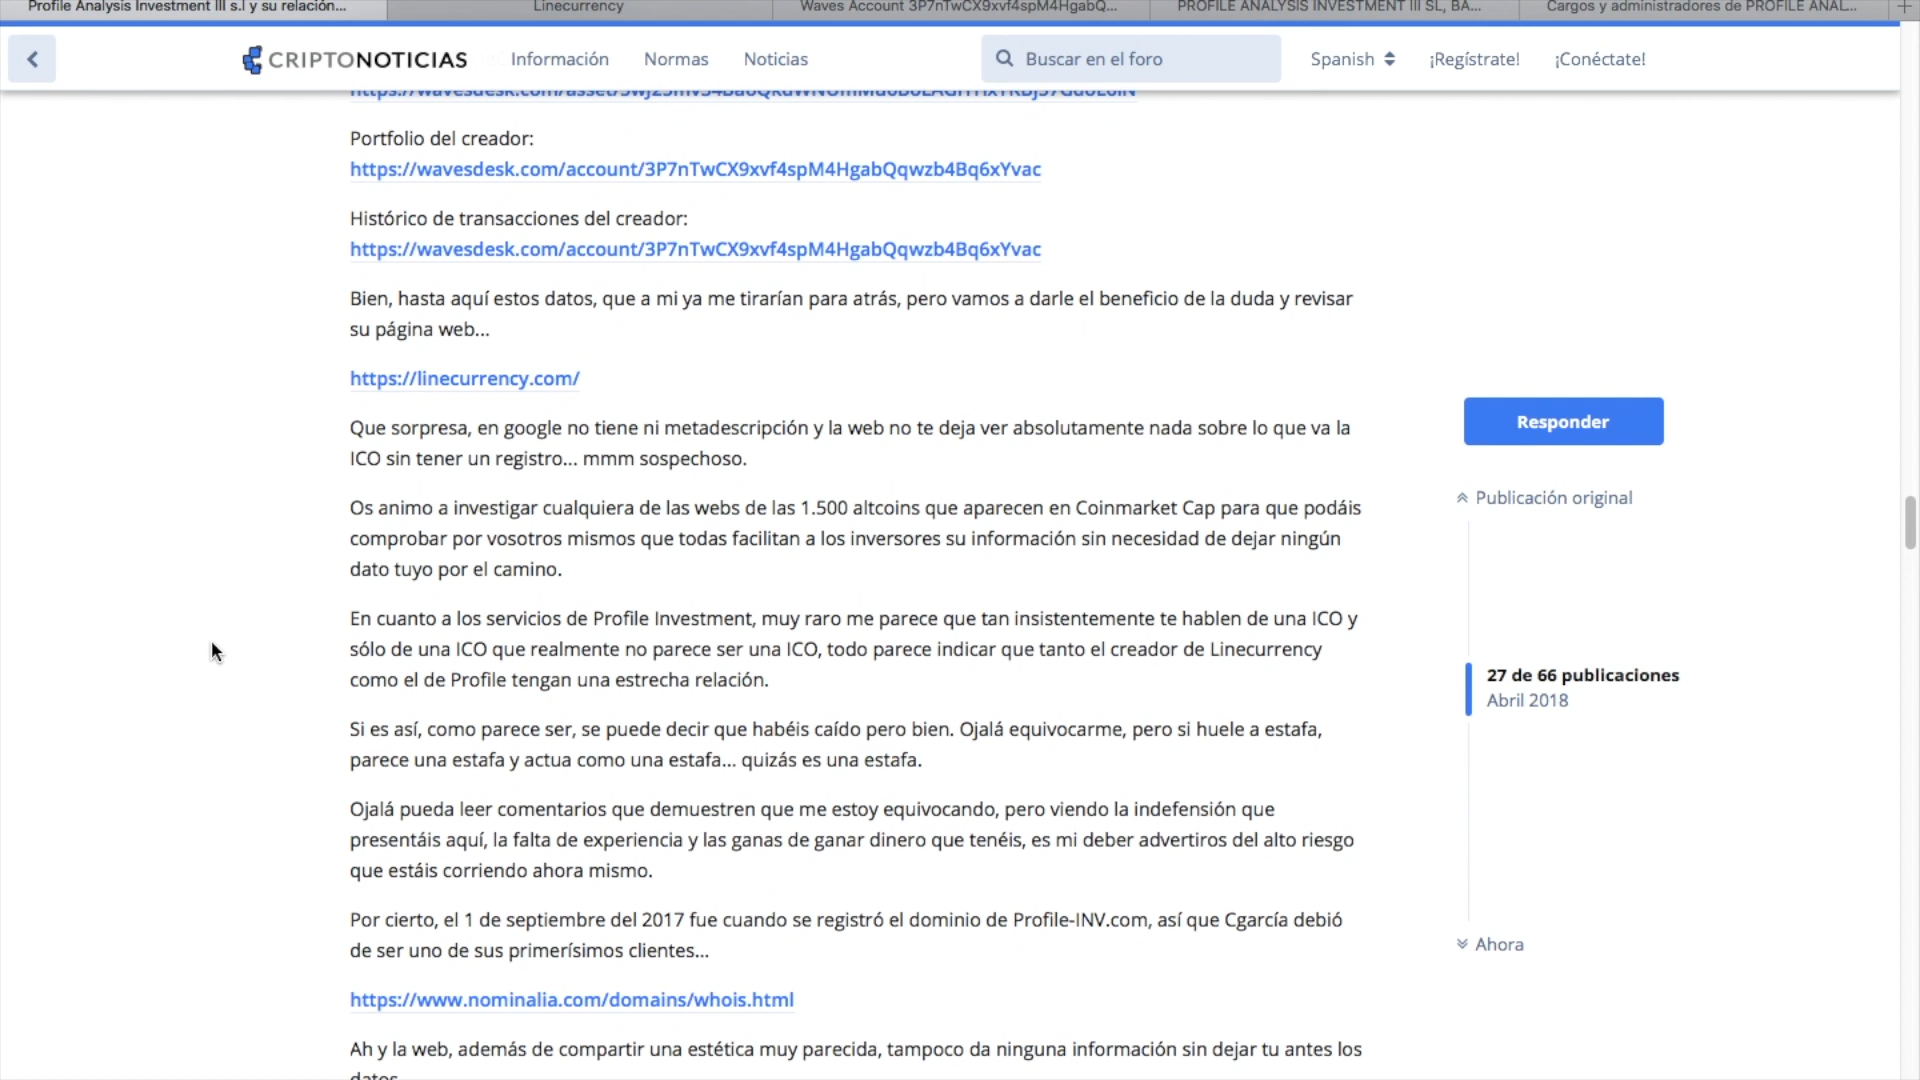 Profile Analysis Investment III s.l y su relación...
Linecurrency
Waves Account 3P7nTwCX9xvf4spM4HgabQ...
PROFILE ANALYSIS INVESTMENT III SL, BA...
Cargos y administradores de PROFILE ANAL...
CRIPTONOTICIAS
Información
Normas
Noticias
Buscar en el foro
Spanish
¡Regístrate!
¡Conéctate!
Portfolio del creador:
https://wavesdesk.com/account/3P7nTwCX9xvf4spM4HgabQqwzb4Bq6xYvac
Histórico de transacciones del creador:
https://wavesdesk.com/account/3P7nTwCX9xvf4spM4HgabQqwzb4Bq6xYvac
Bien, hasta aquí estos datos, que a mi ya me tirarían para atrás, pero vamos a darle el beneficio de la duda y revisar
su página web...
https://linecurrency.com/
Que sorpresa, en google no tiene ni metadescripción y la web no te deja ver absolutamente nada sobre lo que va la
ICO sin tener un registro... mmm sospechoso.
Os animo a investigar cualquiera de las webs de las 1.500 altcoins que aparecen en Coinmarket Cap para que podáis
comprobar por vosotros mismos que todas facilitan a los inversores su información sin necesidad de dejar ningún
dato tuyo por el camino.
En cuanto a los servicios de Profile Investment, muy raro me parece que tan insistentemente te hablen de una ICO y
sólo de una ICO que realmente no parece ser una ICO, todo parece indicar que tanto el creador de Linecurrency
como el de Profile tengan una estrecha relación.
Si es así, como parece ser, se puede decir que habéis caído pero bien. Ojalá equivocarme, pero si huele a estafa,
parece una estafa y actua como una estafa... quizás es una estafa.
Ojalá pueda leer comentarios que demuestren que me estoy equivocando, pero viendo la indefensión que
presentáis aquí, la falta de experiencia y las ganas de ganar dinero que tenéis, es mi deber advertiros del alto riesgo
que estáis corriendo ahora mismo.
Por cierto, el 1 de septiembre del 2017 fue cuando se registró el dominio de Profile-INV.com, así que Cgarcía debió
de ser uno de sus primerísimos clientes...
https://www.nominalia.com/domains/whois.html
Ah y la web, además de compartir una estética muy parecida, tampoco da ninguna información sin dejar tu antes los
datos
Responder
Publicación original
27 de 66 publicaciones
Abril 2018
Ahora